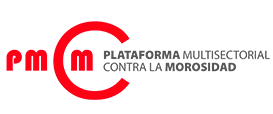 PMCM PLATAFORMA MULTISECTORIAL
CONTRA LA MOROSIDAD